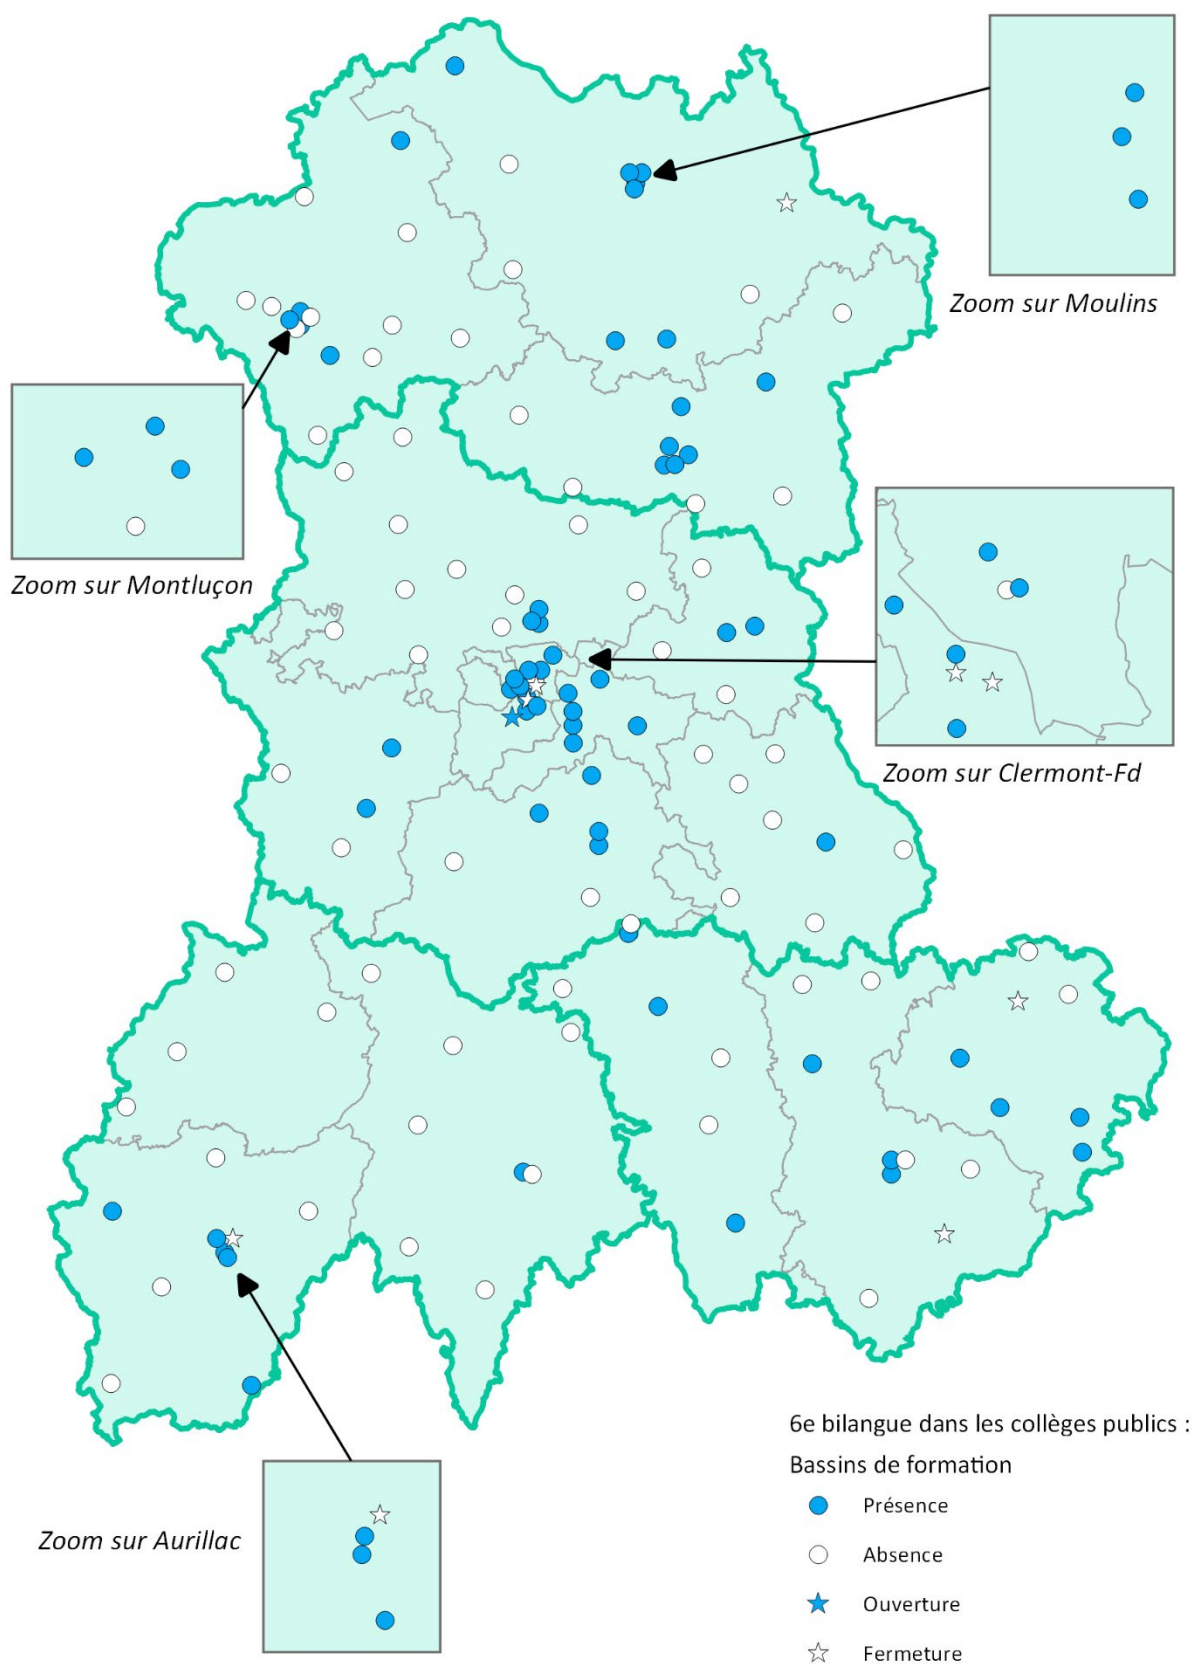 Zoom sur Moulins
Zoom sur Montluçon
Zoom sur Clermont-Fd
Zoom sur Aurillac
6e bilangue dans les collèges publics :
Bassins de formation
Présence
Absence
Ouverture
Fermeture